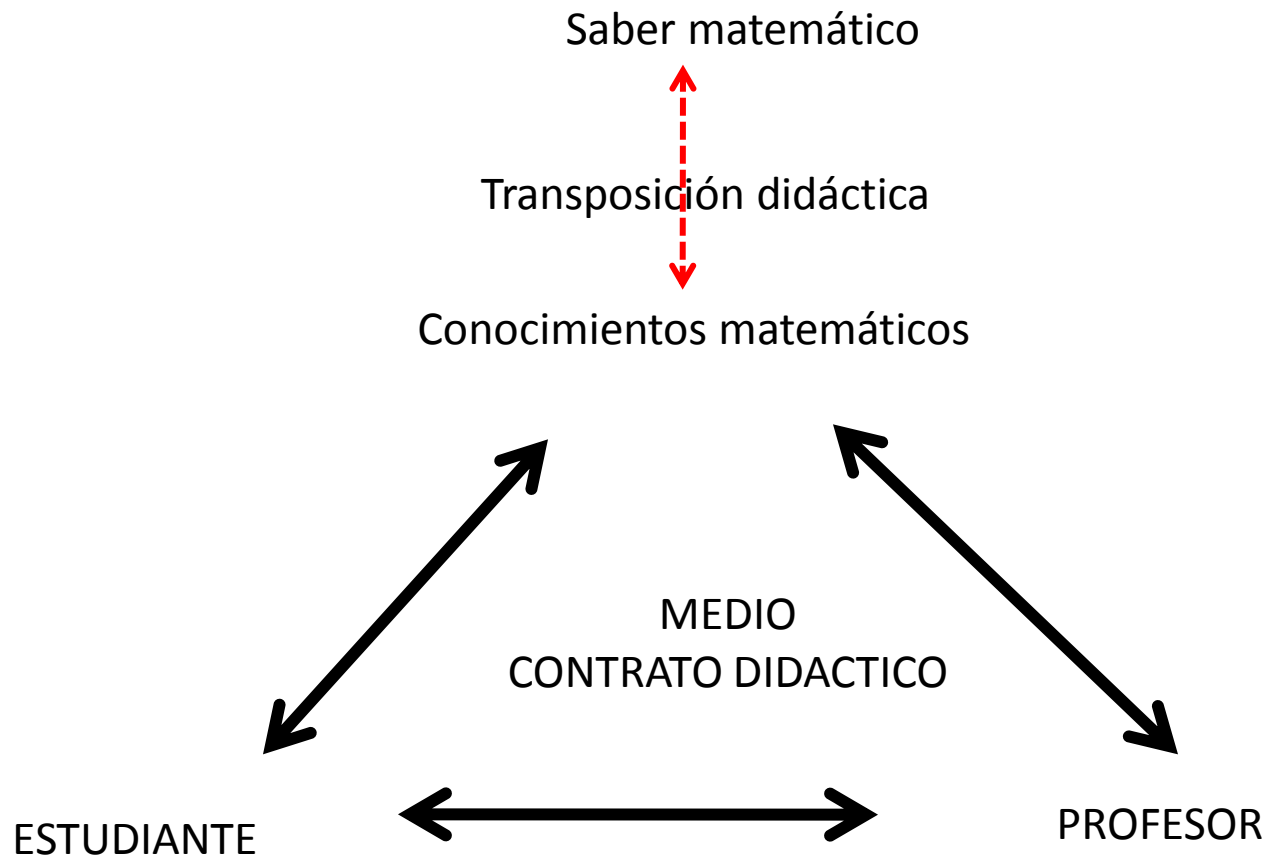 Saber matemático
Transposición didáctica
Conocimientos matemáticos
MEDIO
CONTRATO DIDACTICO
ESTUDIANTE
PROFESOR